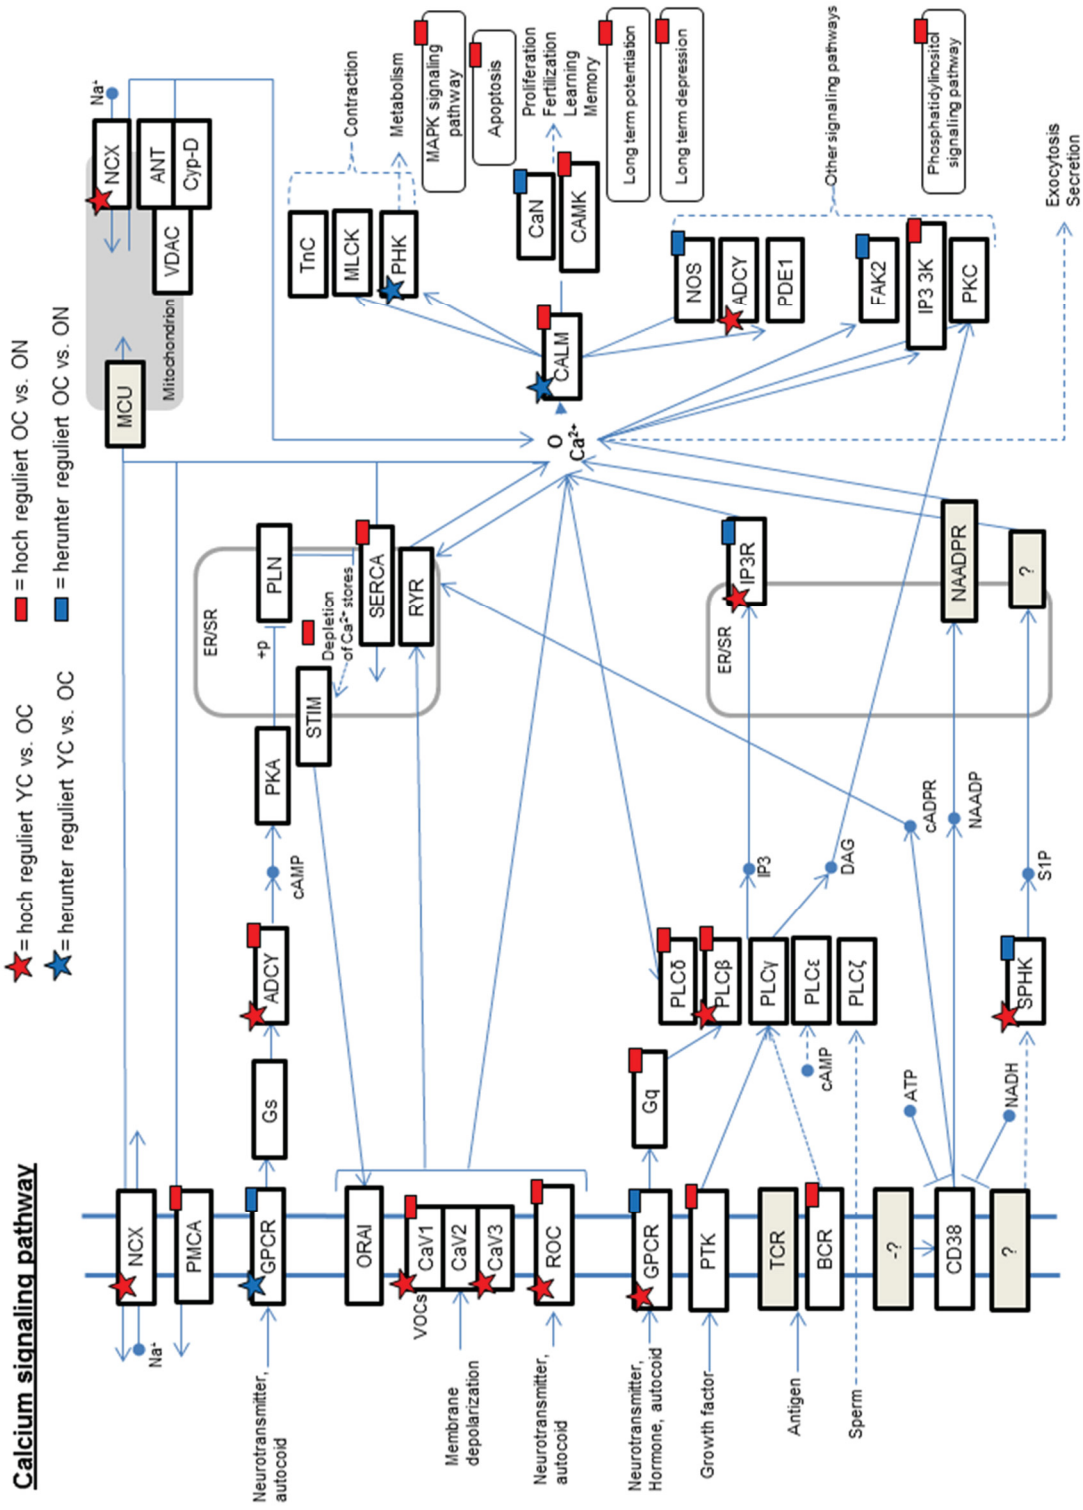 Calcium signaling pathway
= hoch reguliert YC vs. OC
= herunter reguliert YC vs. OC
= hoch reguliert OC vs. ON
= herunter reguliert OC vs. ON
Na⁺
NCX
PMCA
Neurotransmitter,
autocoid
GPCR
Gs
ADCY
cAMP
PKA
+p
PLN
ER/SR
STIM
Depletion
of Ca²⁺ stores
SERCA
RYR
MCU
Mitochondrion
NCX
Na⁺
ANT
Cyp-D
VDAC
ORAI
VOCs
CaV1
CaV2
CaV3
Membrane
depolarization
Neurotransmitter,
autocoid
ROC
O
Ca²⁺
CALM
TnC
MLCK
PHK
Contraction
Metabolism
MAPK signaling
pathway
Apoptosis
CaN
CAMK
Proliferation
Fertilization
Learning
Memory
Long term potentiation
Long term depression
Neurotransmitter,
Hormone, autocoid
GPCR
Gq
PLCδ
PLCβ
PLCγ
PLCε
PLCζ
cAMP
Growth factor
PTK
Antigen
TCR
BCR
Sperm
IP3
DAG
ER/SR
IP3R
NAADPR
?
NOS
ADCY
PDE1
FAK2
IP3 3K
PKC
Other signaling pathways
Phosphatidylinositol
signaling pathway
Exocytosis
Secretion
-?
CD38
?
ATP
NADH
cADPR
NAADP
SPHK
S1P